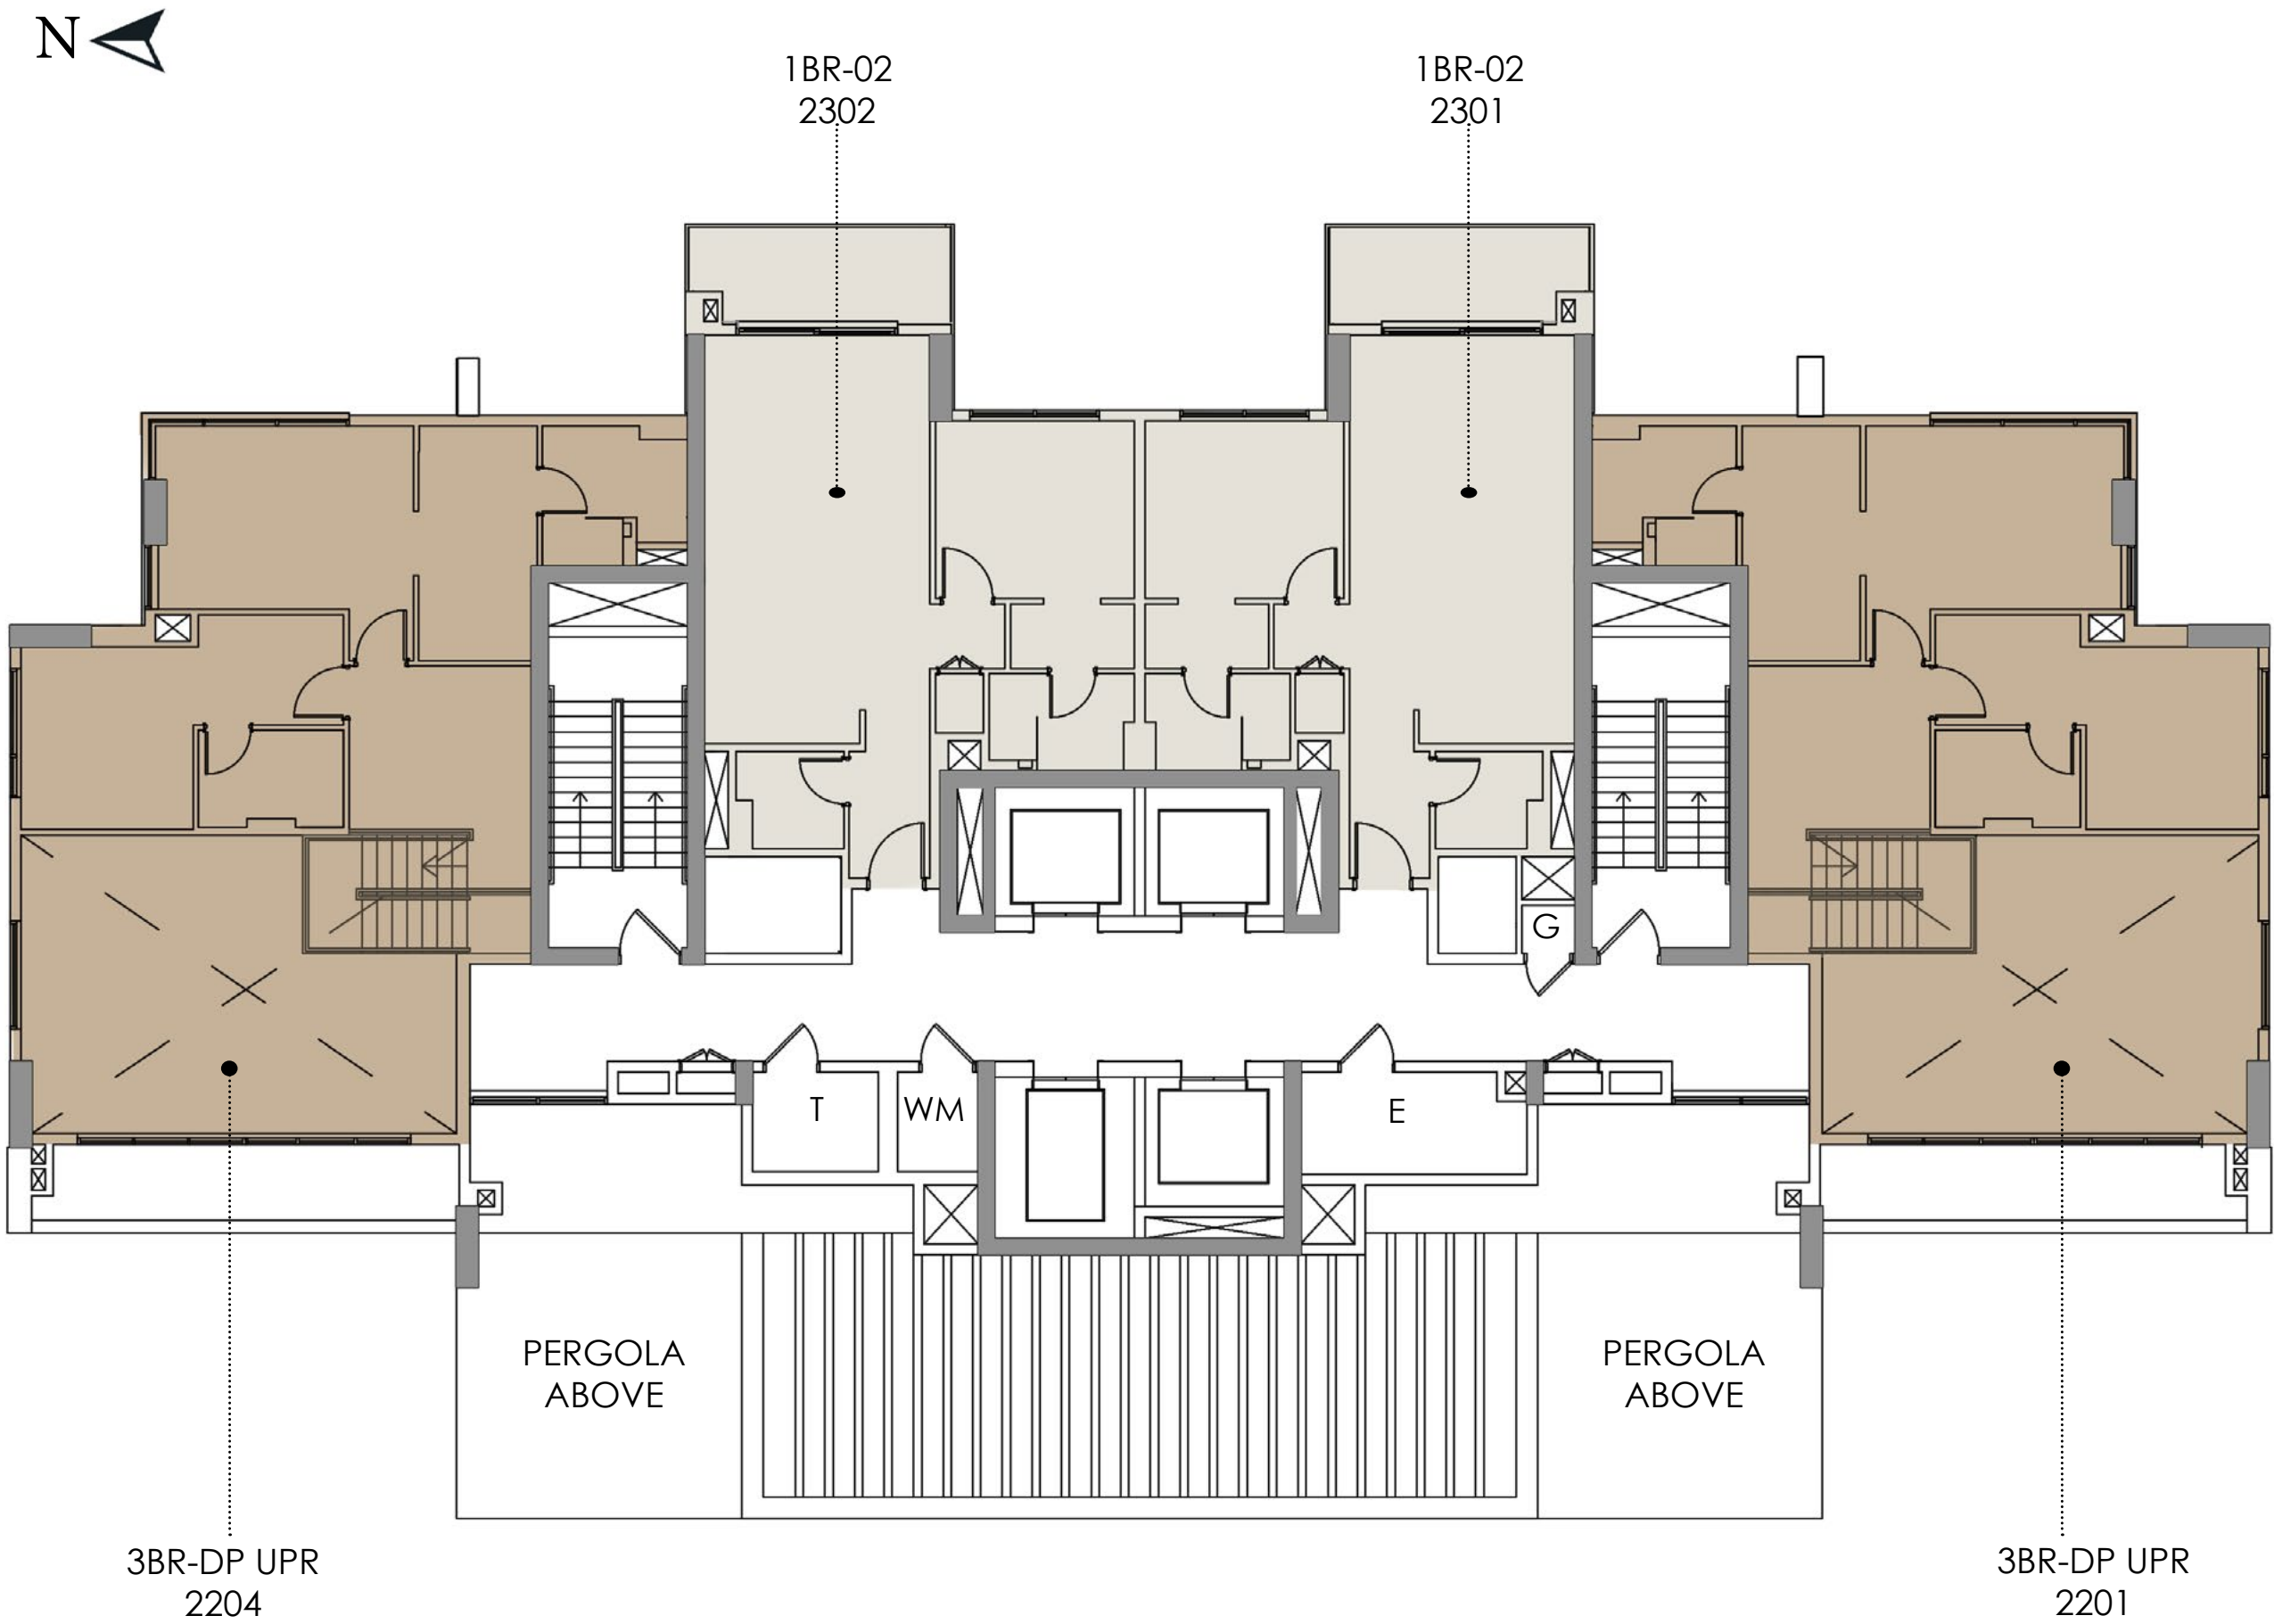 N
1BR-02
2302
1BR-02
2301
G
T
WM
E
PERGOLA
ABOVE
PERGOLA
ABOVE
3BR-DP UPR
2204
3BR-DP UPR
2201